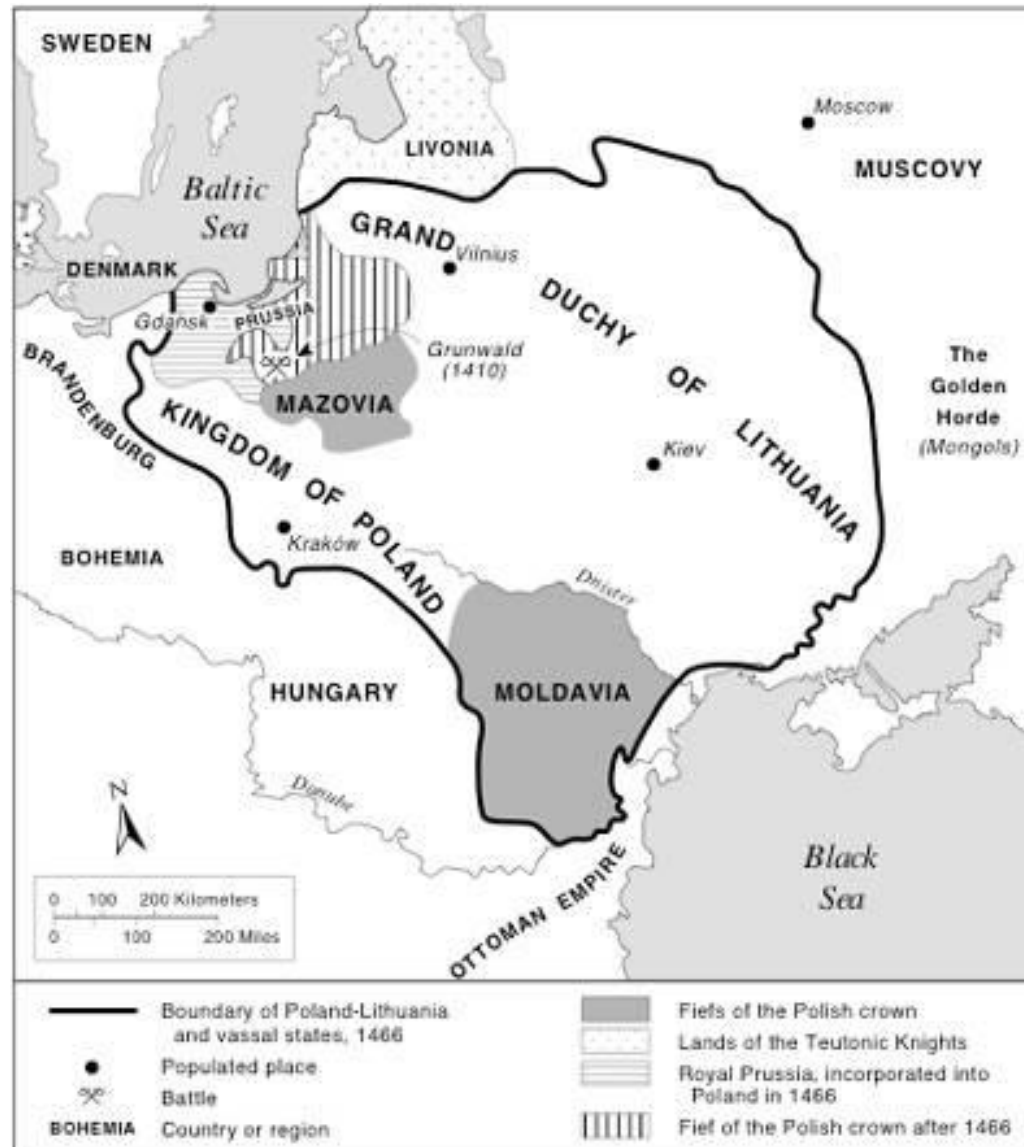 SWEDEN
Moscow
LIVONIA
MUSCOVY
Baltic
Sea
GRAND
DUCHY OF
LITHUANIA
Vilnius
DENMARK
Gdańsk
PRUSSIA
Grunwald
(1410)
The
Golden
Horde
(Mongols)
BRANDENBURG
MAZOVIA
KINGDOM OF
POLAND
Kiev
Kraków
BOHEMIA
Dnister
HUNGARY
MOLDAVIA
N
Danube
Black
Sea
OTTOMAN EMPIRE
0 100 200 Kilometers
0 100 200 Miles
Boundary of Poland-Lithuania
and vassal states, 1466
Populated place
Battle
BOHEMIA Country or region
Fiefs of the Polish crown
Lands of the Teutonic Knights
Royal Prussia, incorporated into
Poland in 1466
Fief of the Polish crown after 1466